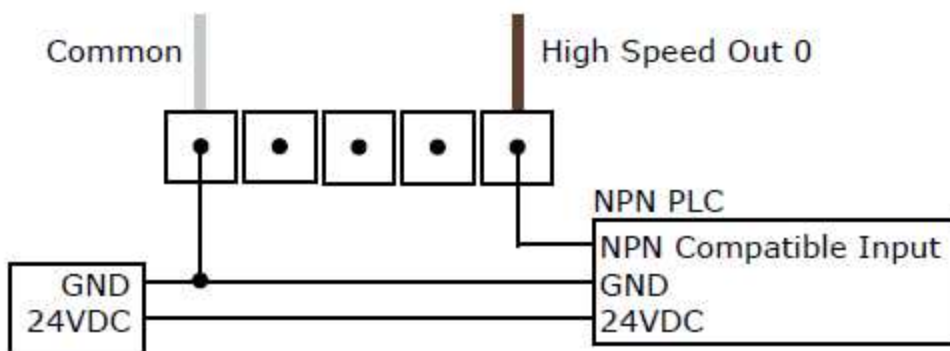 Common
High Speed Out 0
NPN PLC
NPN Compatible Input
GND
GND
24VDC
24VDC